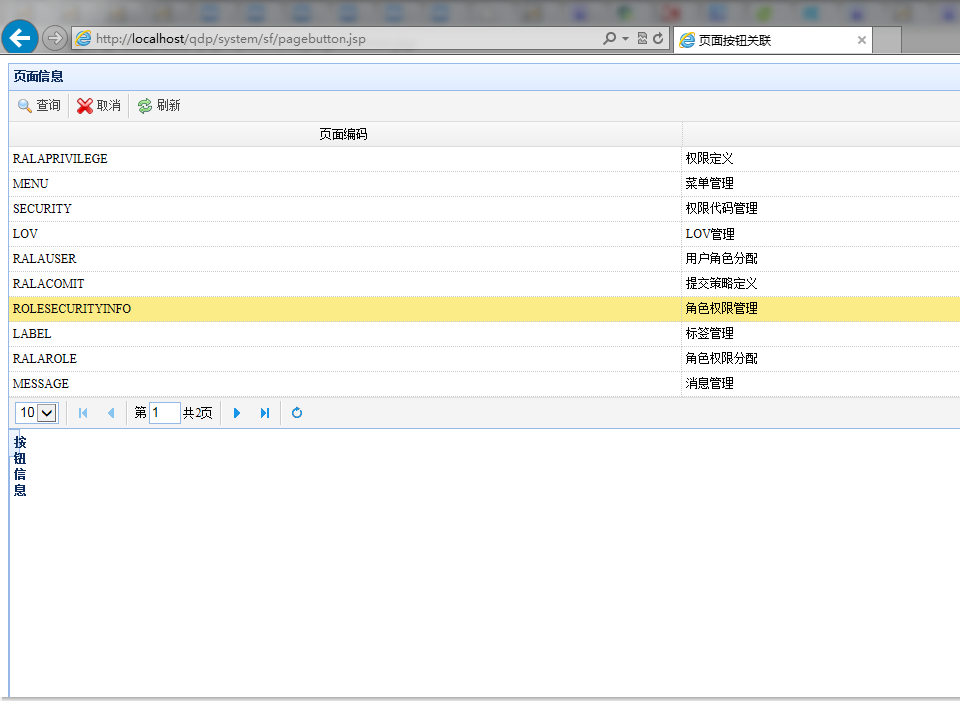 http://localhost/qdp/system/sf/pagebutton.jsp
页面按钮关联
页面信息
查询 取消 刷新
页面编码
RALAPRIVILEGE 权限定义
MENU 菜单管理
SECURITY 权限代码管理
LOV LOV管理
RALAUSER 用户角色分配
RALACOMIT 提交策略定义
ROLESECURITYINFO 角色权限管理
LABEL 标签管理
RALAROLE 角色权限分配
MESSAGE 消息管理
10 第 1 共2页
按
钮
信
息